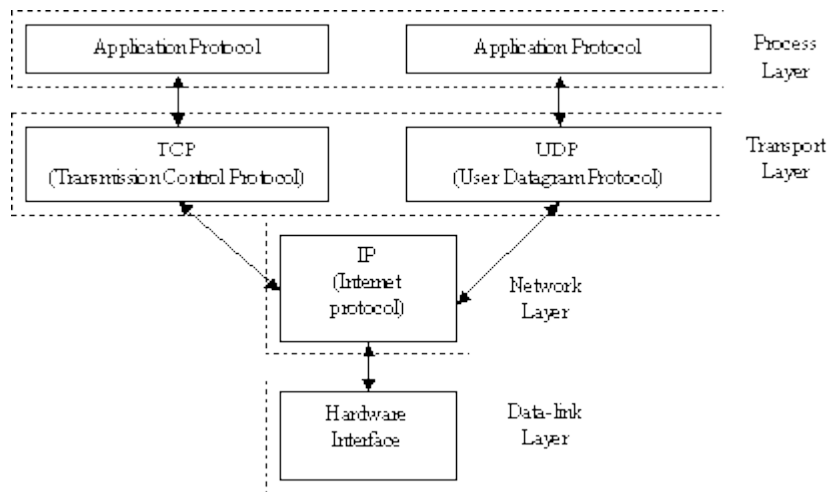 Application Protocol
Application Protocol
Process
Layer
TCP
(Transmission Control Protocol)
UDP
(User Datagram Protocol)
Transport
Layer
IP
(Internet
protocol)
Network
Layer
Hardware
Interface
Data-link
Layer